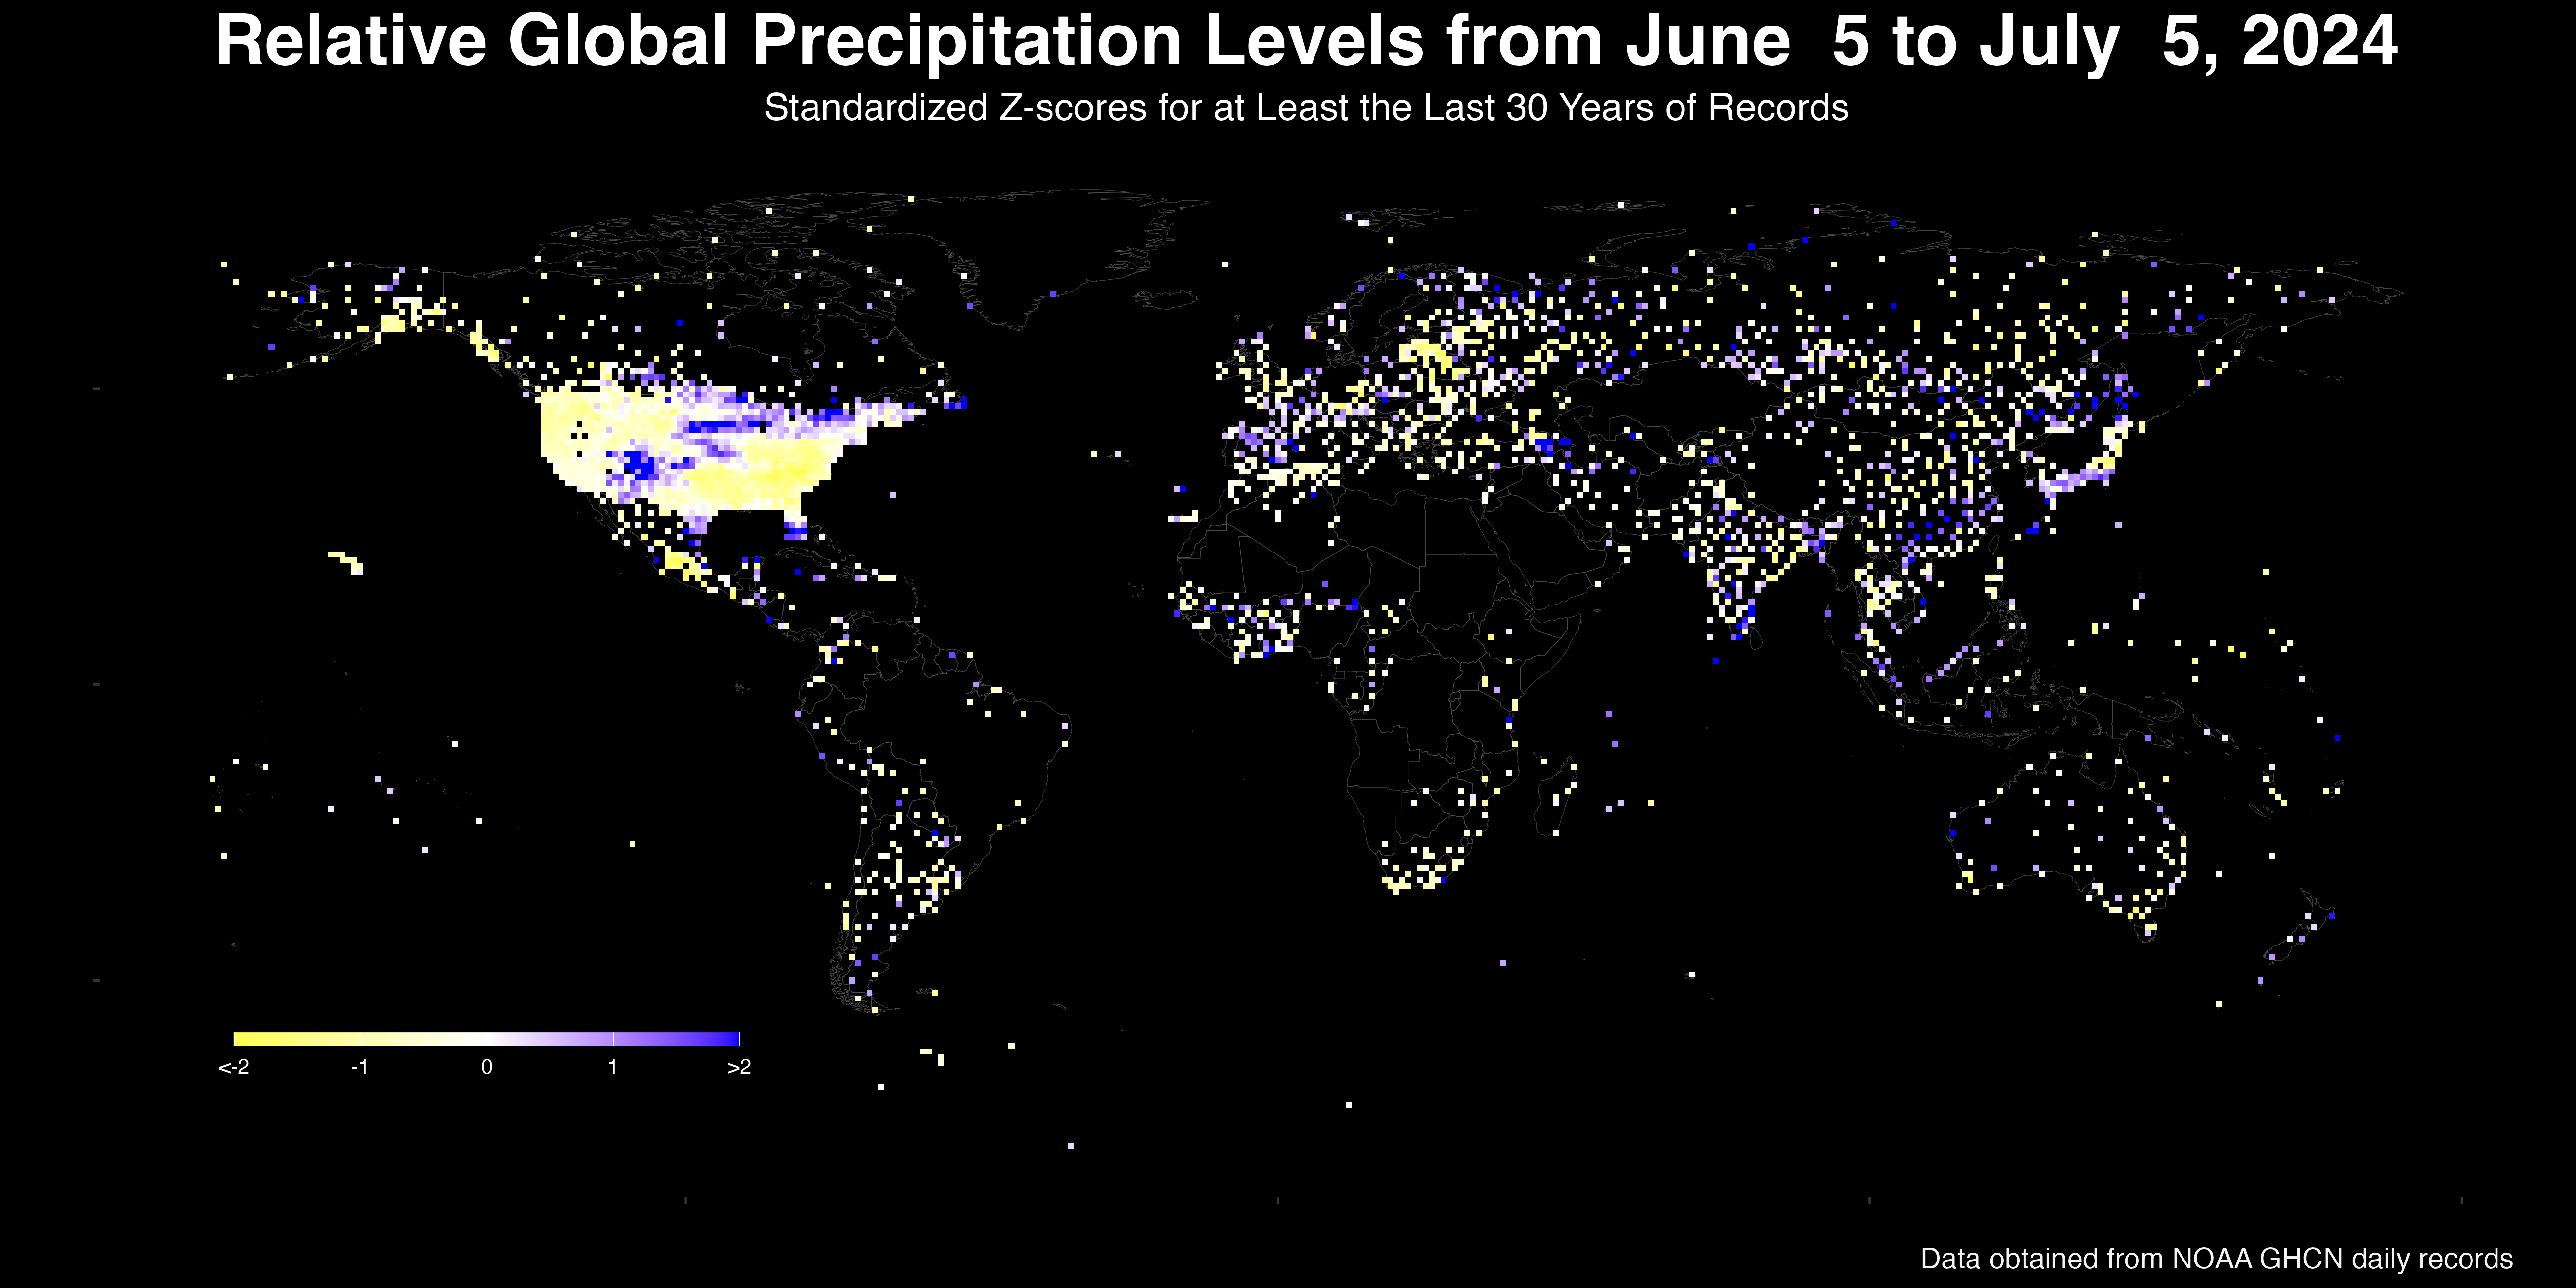 Relative Global Precipitation Levels from June  5 to July  5, 2024
Standardized Z-scores for at Least the Last 30 Years of Records
<-2 -1 0 1 >2
Data obtained from NOAA GHCN daily records